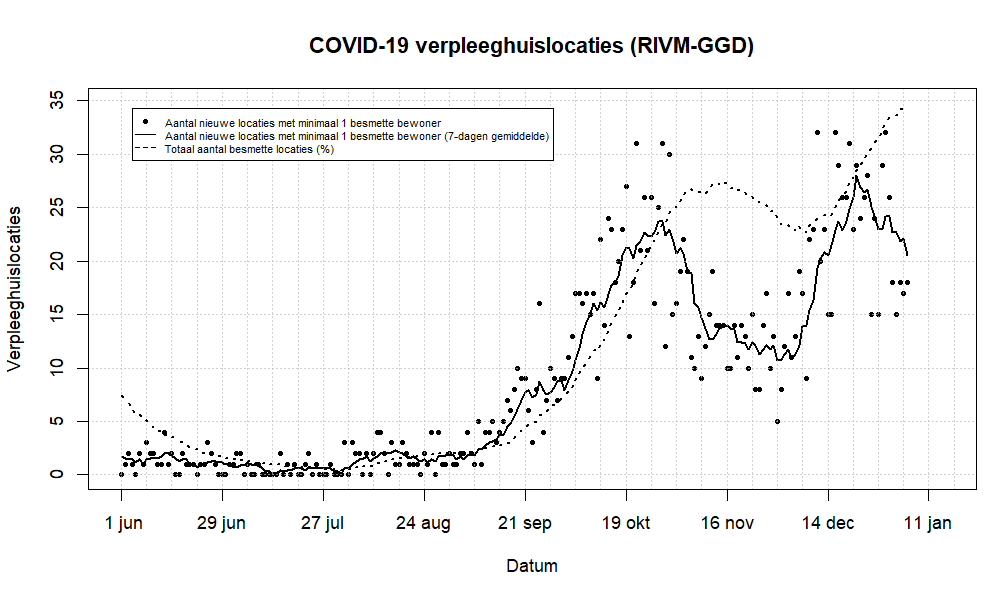 COVID-19 verpleeghuislocaties (RIVM-GGD)
Aantal nieuwe locaties met minimaal 1 besmette bewoner
Aantal nieuwe locaties met minimaal 1 besmette bewoner (7-dagen gemiddelde)
Totaal aantal besmette locaties (%)
Verpleeghuislocaties
35
30
25
20
15
10
5
0
1 jun 29 jun 27 jul 24 aug 21 sep 19 okt 16 nov 14 dec 11 jan
Datum